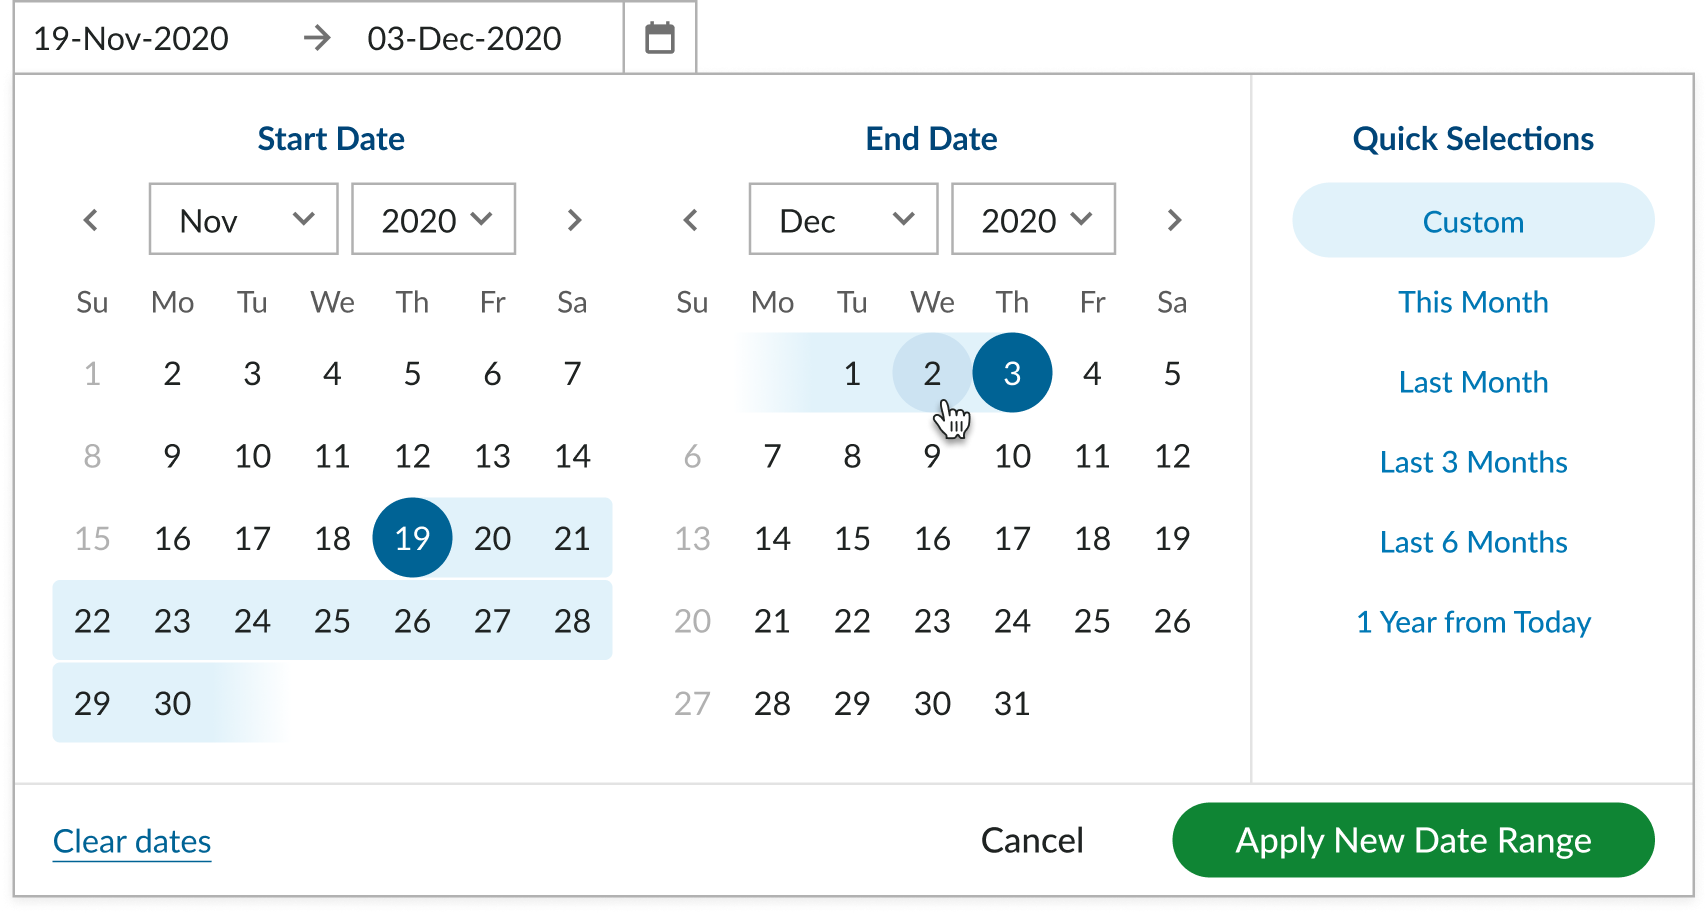 19-Nov-2020 → 03-Dec-2020
Start Date
Nov 2020
Su Mo Tu We Th Fr Sa
1 2 3 4 5 6 7
8 9 10 11 12 13 14
15 16 17 18 19 20 21
22 23 24 25 26 27 28
29 30
End Date
Dec 2020
Su Mo Tu We Th Fr Sa
1 2 3 4 5
6 7 8 9 10 11 12
13 14 15 16 17 18 19
20 21 22 23 24 25 26
27 28 29 30 31
Quick Selections
Custom
This Month
Last Month
Last 3 Months
Last 6 Months
1 Year from Today
Clear dates
Cancel
Apply New Date Range